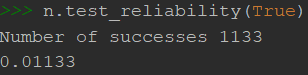 >>> n.test_reliability(True)
Number of successes 1133
0.01133